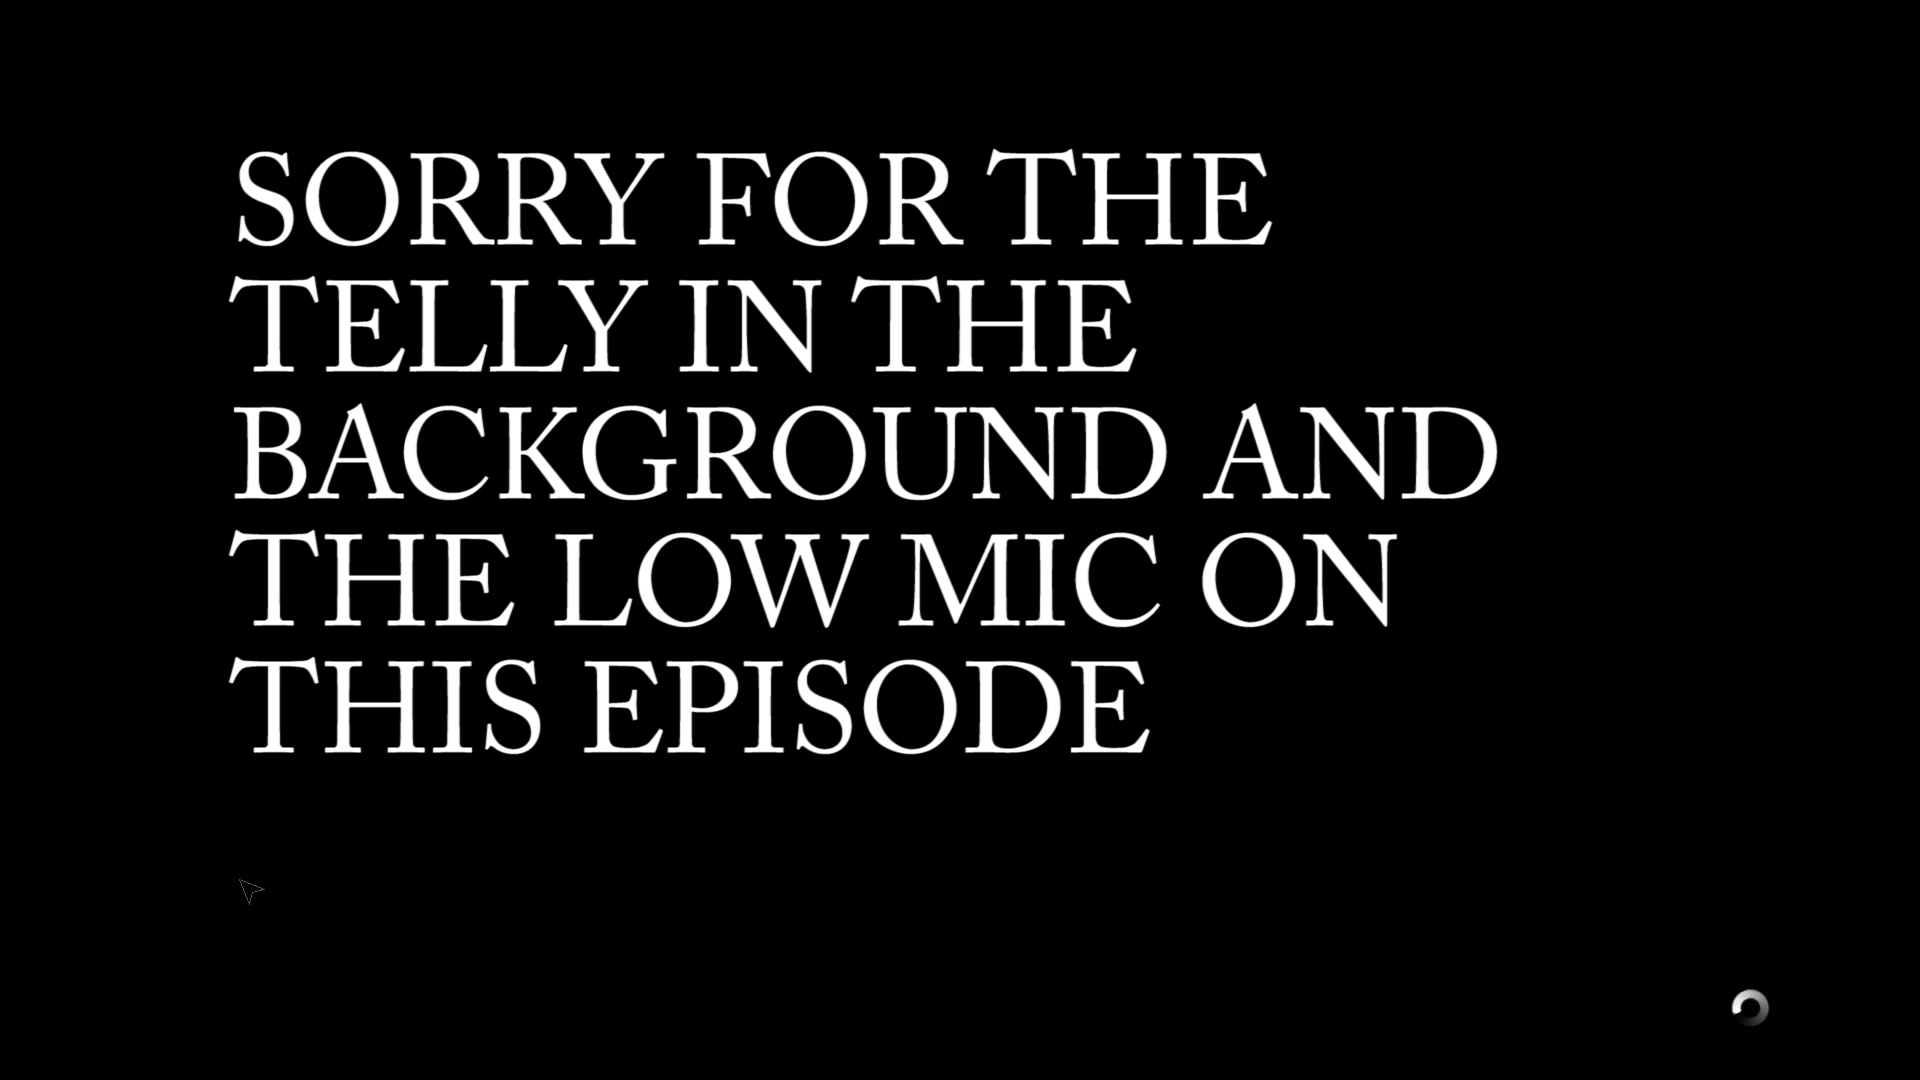 SORRY FOR THE
TELLY IN THE
BACKGROUND AND
THE LOW MIC ON
THIS EPISODE